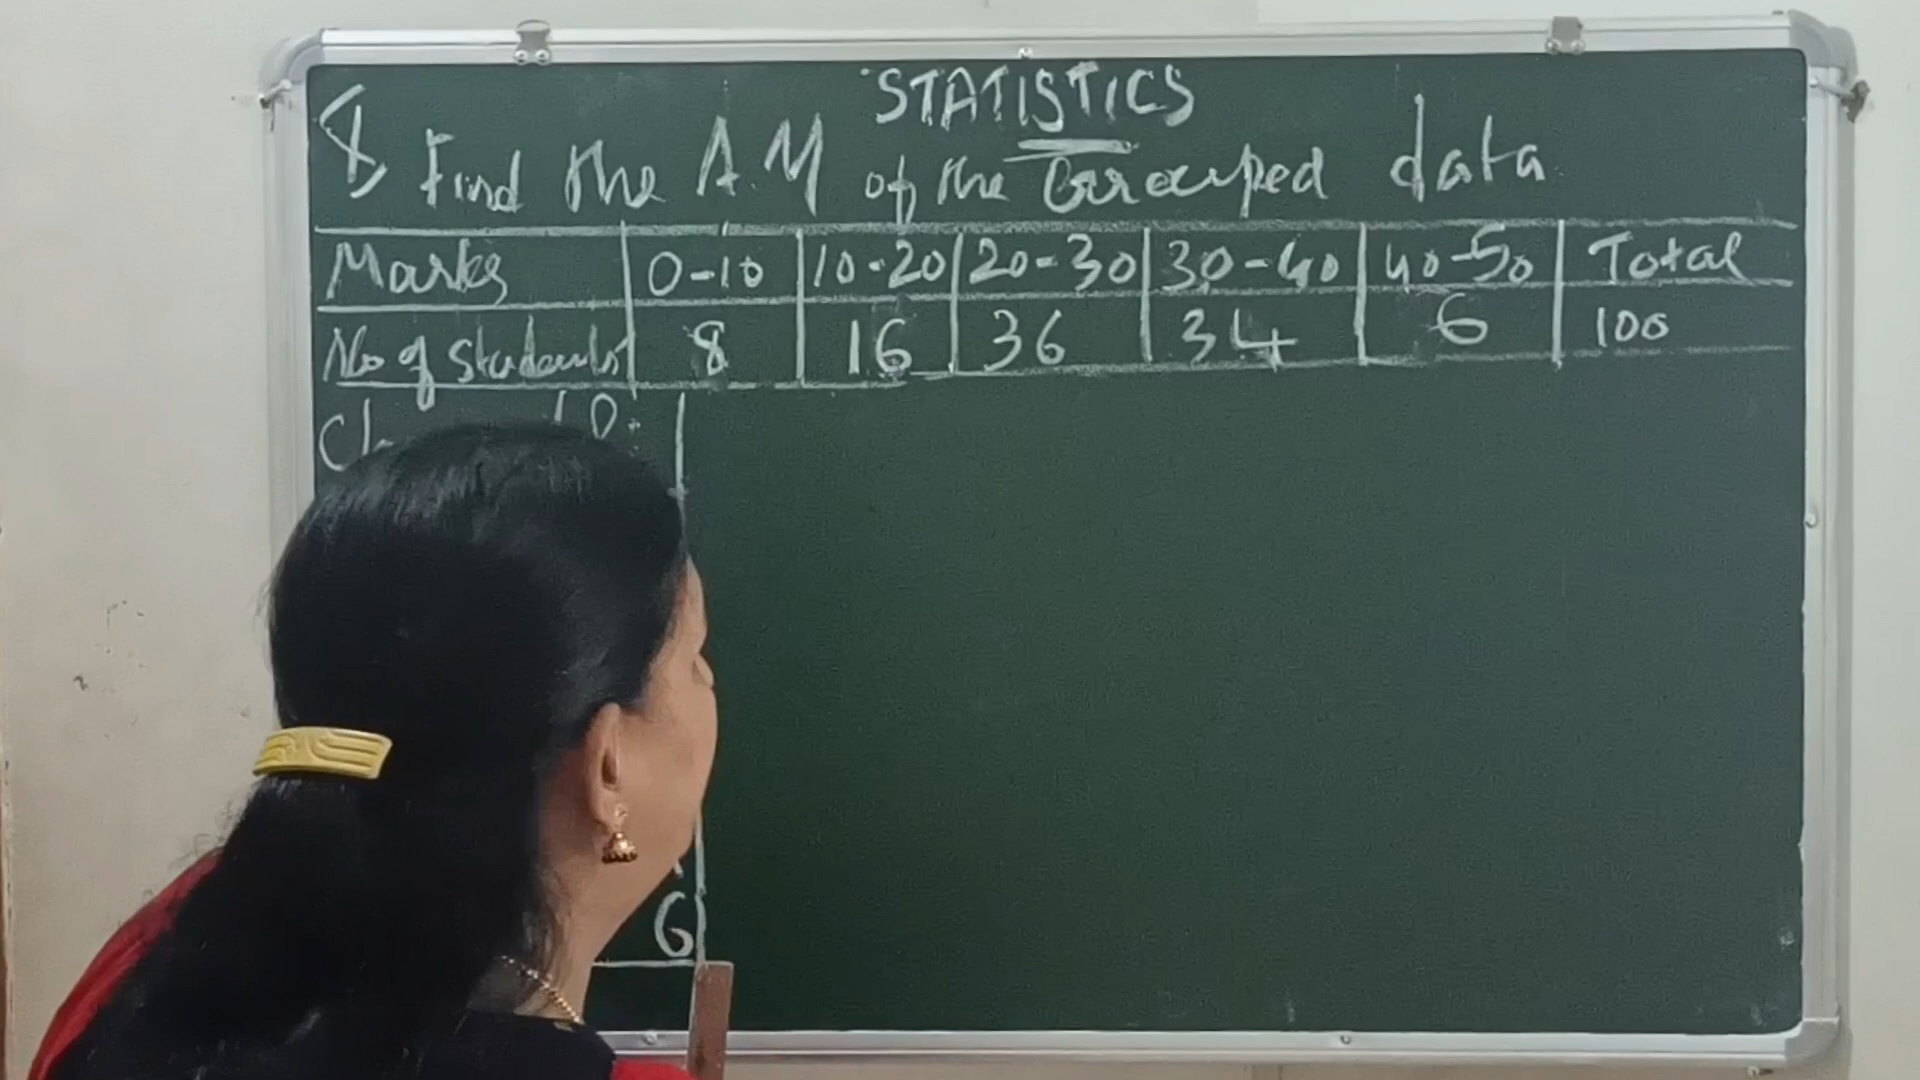 STATISTICS
Find the A.M of the Grouped data
Marks 0-10 10-20 20-30 30-40 40-50 Total
No of students 8 16 36 34 6 100
6